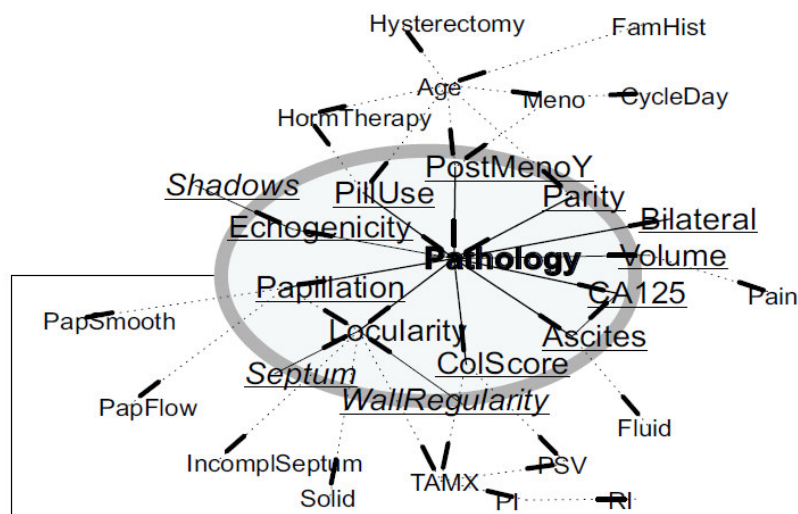 Hysterectomy
FamHist
Age
Meno
CycleDay
HormTherapy
PostMenoY
Shadows
PillUse
Parity
Echogenicity
Bilateral
Pathology
Volume
Papillation
CA125
Pain
PapSmooth
Locularity
Ascites
Septum
ColScore
WallRegularity
PapFlow
Fluid
IncomplSeptum
PSV
Solid
TAMX
PI
RI